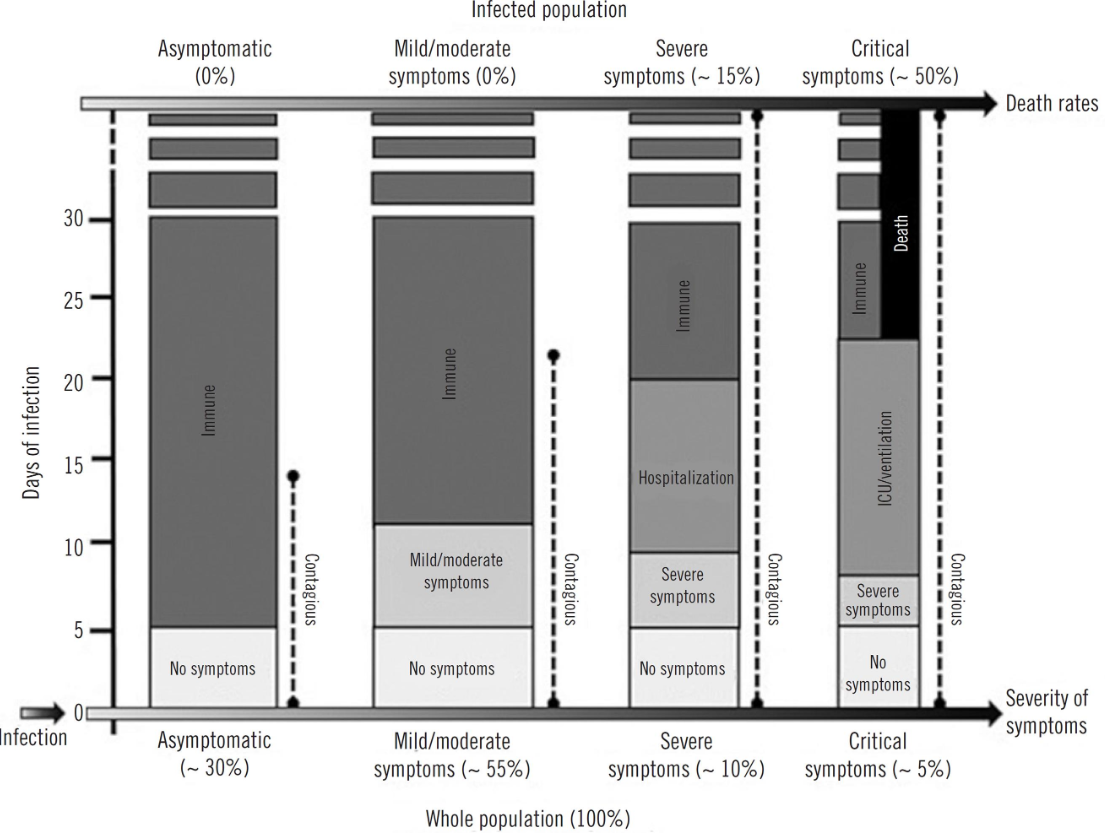 Infected population
Asymptomatic
(0%)
Mild/moderate
symptoms (0%)
Severe
symptoms (~ 15%)
Critical
symptoms (~ 50%)
Death rates
30
25
20
15
10
5
0
Days of infection
Immune
No symptoms
Contagious
Immune
Mild/moderate
symptoms
No symptoms
Contagious
Immune
Hospitalization
Severe
symptoms
No symptoms
Contagious
Immune
Death
ICU/ventilation
Severe
symptoms
No
symptoms
Contagious
Severity of
symptoms
Infection
Asymptomatic
(~ 30%)
Mild/moderate
symptoms (~ 55%)
Severe
symptoms (~ 10%)
Critical
symptoms (~ 5%)
Whole population (100%)